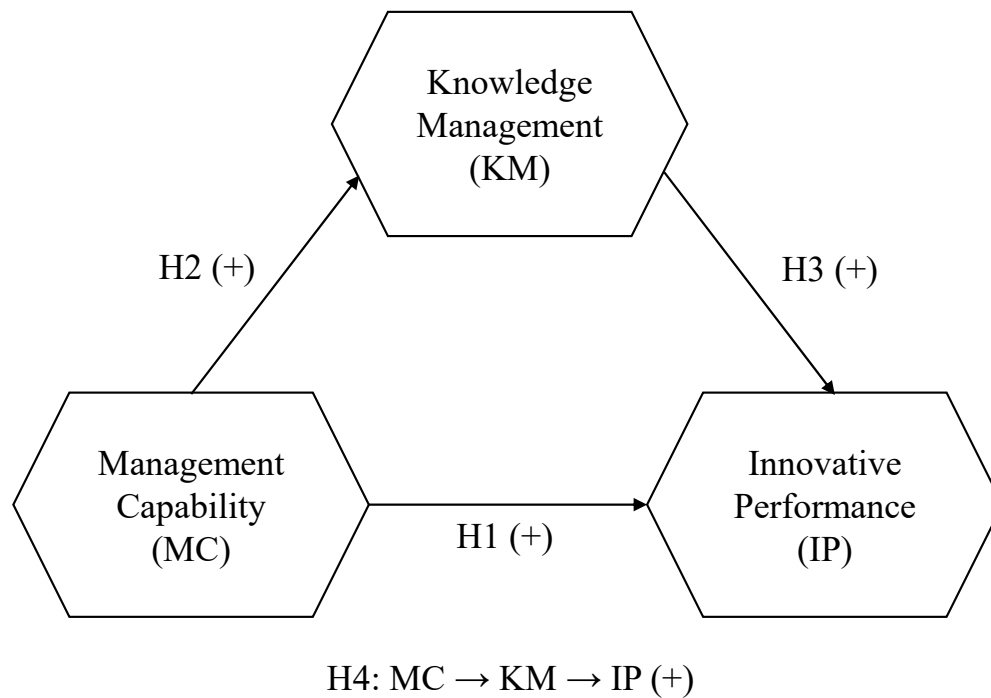 Knowledge
Management
(KM)
H2 (+)
H3 (+)
Management
Capability
(MC)
H1 (+)
Innovative
Performance
(IP)
H4: MC → KM → IP (+)